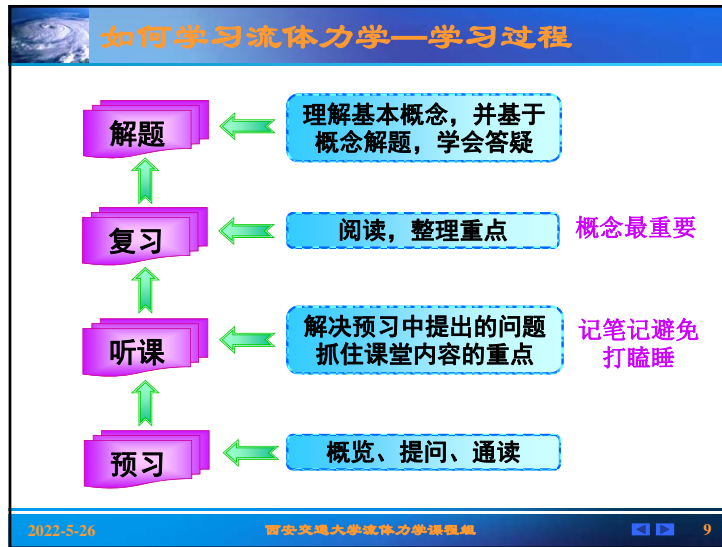 如何学习流体力学—学习过程
解题
理解基本概念，并基于
概念解题，学会答疑
复习
阅读，整理重点
概念最重要
听课
解决预习中提出的问题
抓住课堂内容的重点
记笔记避免
打瞌睡
预习
概览、提问、通读
2022-5-26
西安交通大学流体力学课程组
9